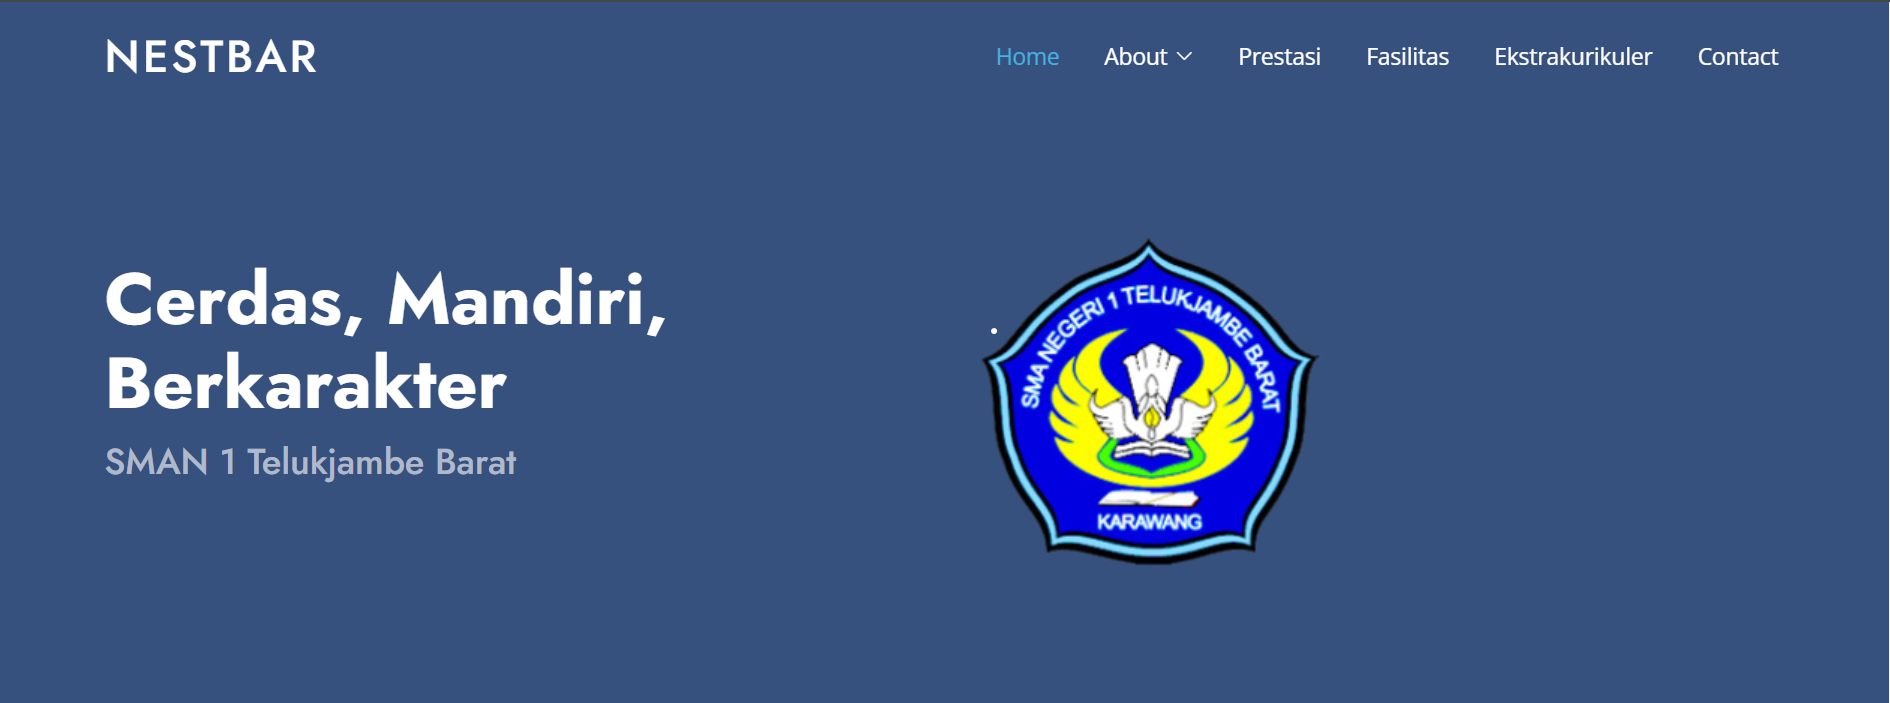 NESTBAR
Home About Prestasi Fasilitas Ekstrakurikuler Contact
Cerdas, Mandiri,
Berkarakter
SMAN 1 Telukjambe Barat
SMA NEGERI 1 TELUKJAMBE BARAT
KARAWANG